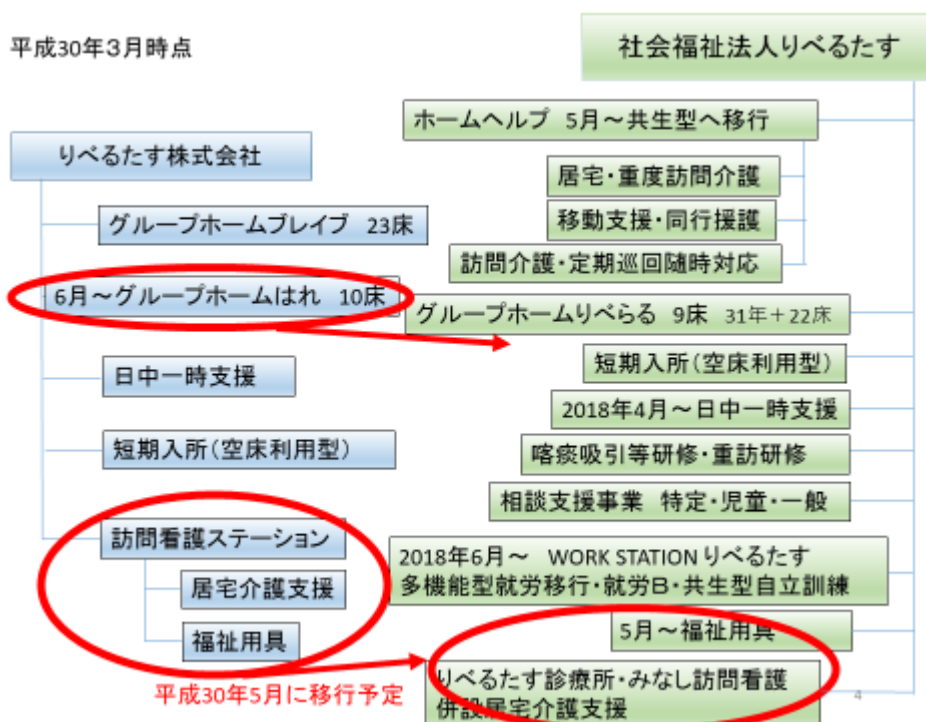 平成30年3月時点
社会福祉法人りべるたす
ホームヘルプ 5月～共生型へ移行
りべるたす株式会社
居宅・重度訪問介護
グループホームブレイブ 23床
移動支援・同行援護
訪問介護・定期巡回随時対応
6月～グループホームはれ 10床
グループホームりべらる 9床 31年＋22床
短期入所(空床利用型)
日中一時支援
2018年4月～日中一時支援
短期入所(空床利用型)
喀痰吸引等研修・重訪研修
相談支援事業 特定・児童・一般
訪問看護ステーション
2018年6月～ WORK STATION りべるたす
多機能型就労移行・就労B・共生型自立訓練
居宅介護支援
5月～福祉用具
福祉用具
りべるたす診療所・みなし訪問看護
併設居宅介護支援
平成30年5月に移行予定
4